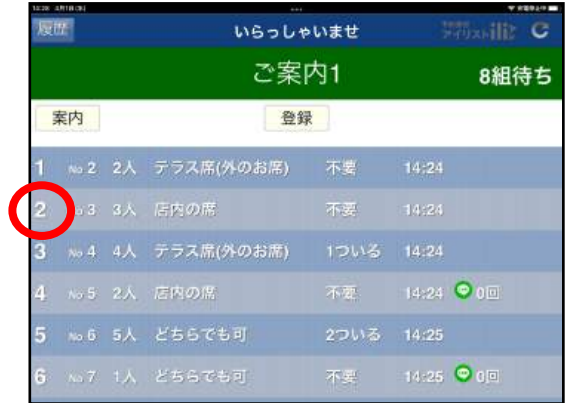 履歴 いらっしゃいませ アイリスト ilis C
ご案内1 8組待ち
案内 登録
1 No 2 2人 テラス席(外のお席) 不要 14:24
2 3 3人 店内の席 不要 14:24
3 No 4 4人 テラス席(外のお席) 1ついる 14:24
4 No 5 2人 店内の席 不要 14:24 0回
5 No 6 5人 どちらでも可 2ついる 14:25
6 No 7 1人 どちらでも可 不要 14:25 0回